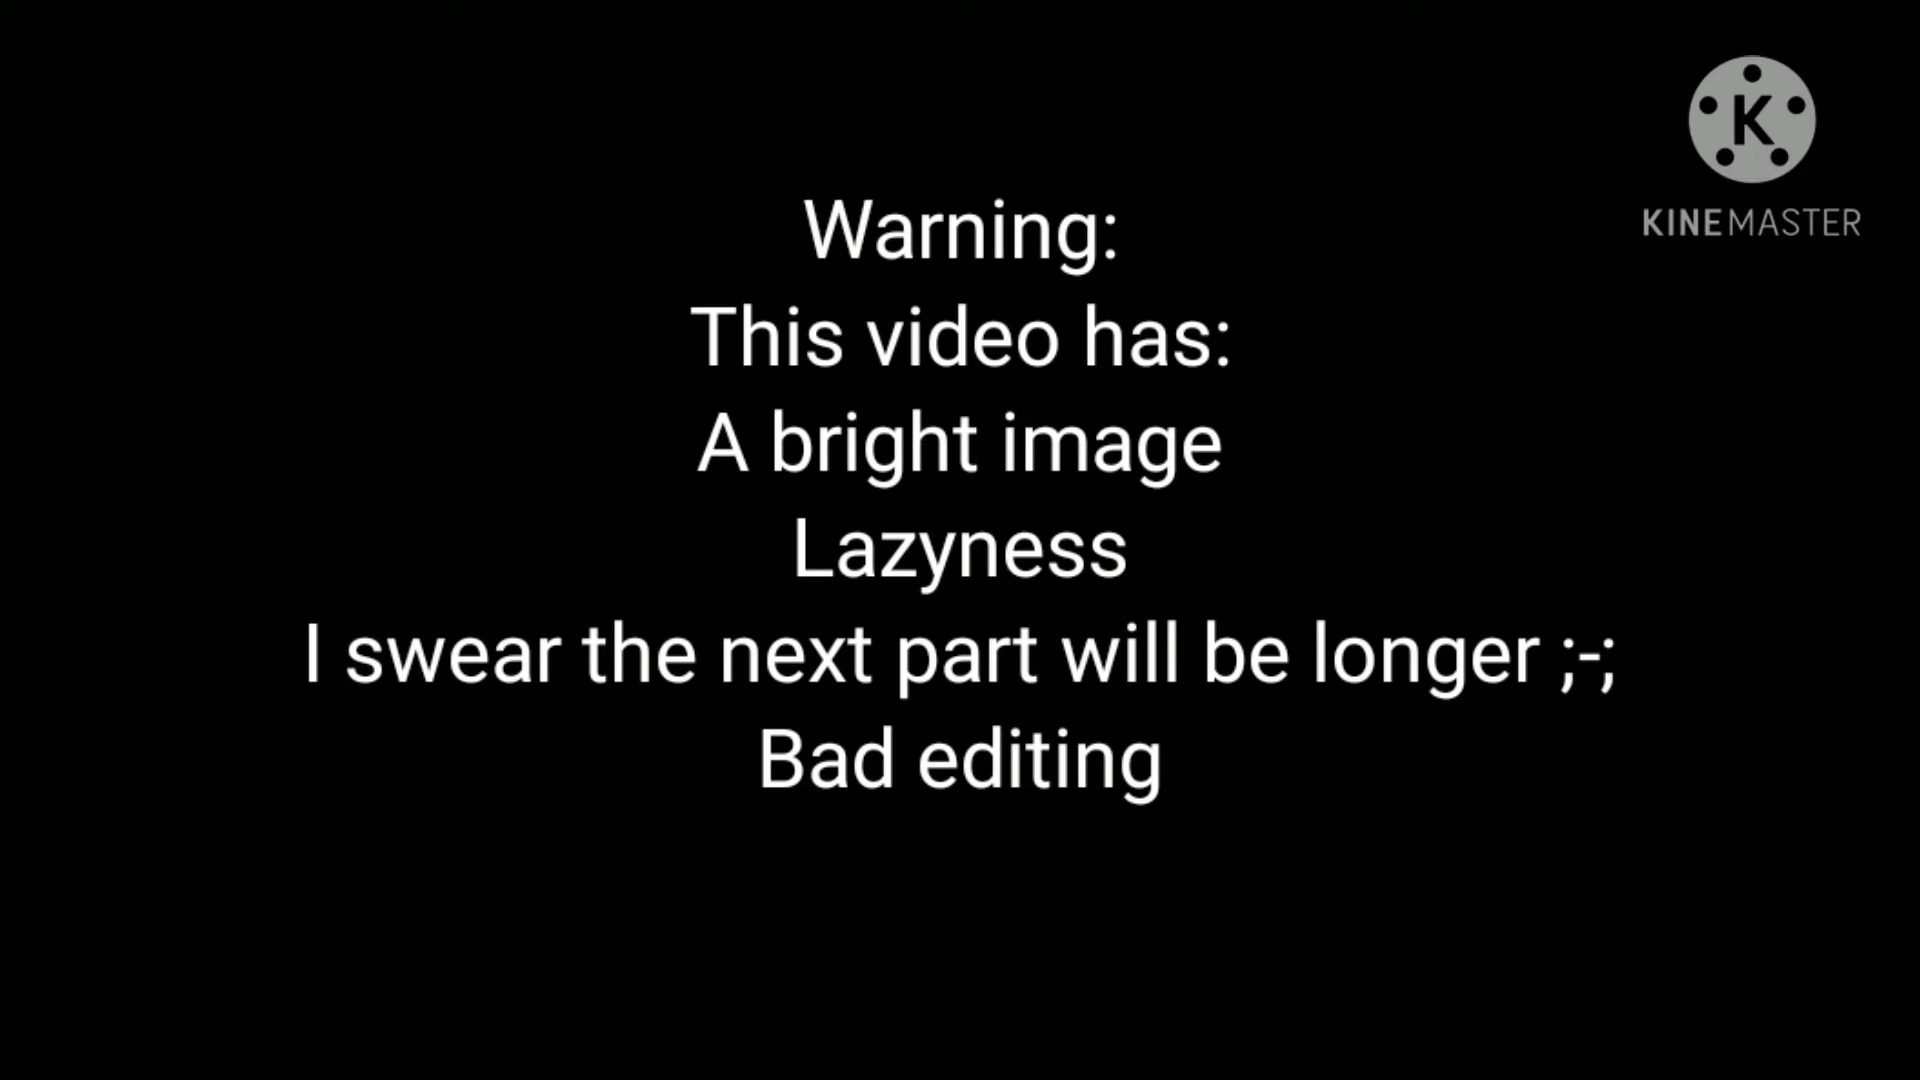 K
KINEMASTER
Warning:
This video has:
A bright image
Lazyness
I swear the next part will be longer ;-;
Bad editing